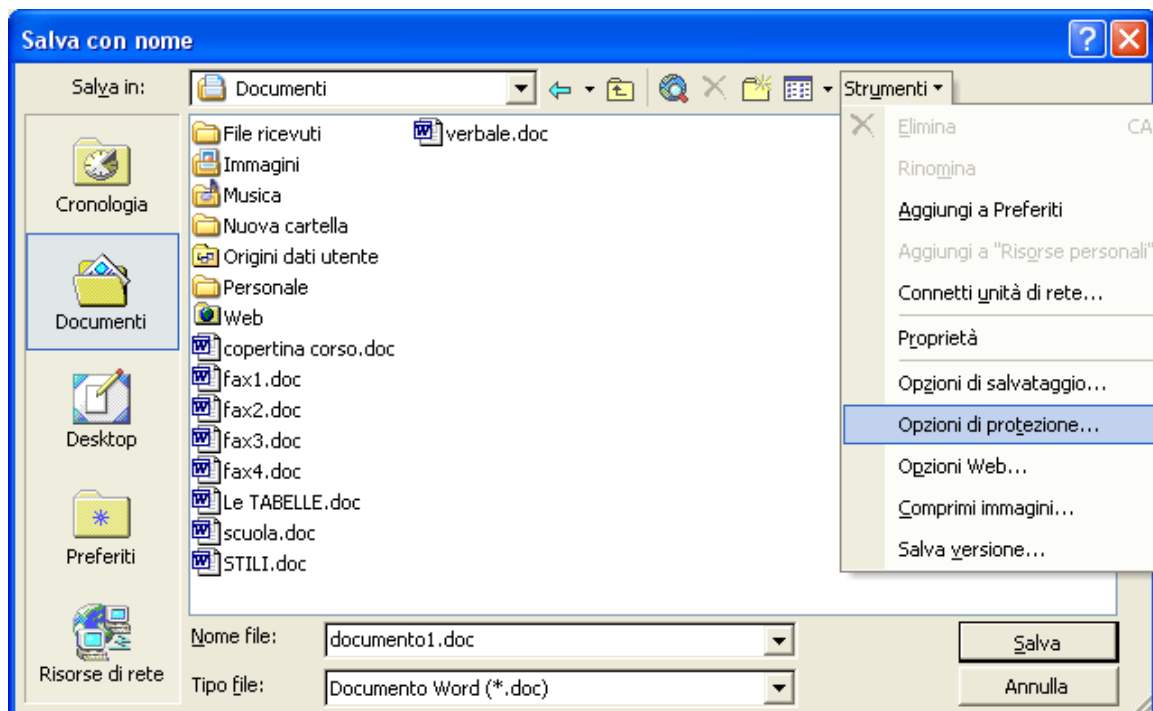 Salva con nome
Salva in:
Documenti
Strumenti
Cronologia
Documenti
Desktop
Preferiti
Risorse di rete
File ricevuti
Immagini
Musica
Nuova cartella
Origini dati utente
Personale
Web
copertina corso.doc
fax1.doc
fax2.doc
fax3.doc
fax4.doc
Le TABELLE.doc
scuola.doc
STILI.doc
verbale.doc
Elimina CA
Rinomina
Aggiungi a Preferiti
Aggiungi a "Risorse personali"
Connetti unità di rete...
Proprietà
Opzioni di salvataggio...
Opzioni di protezione...
Opzioni Web...
Comprimi immagini...
Salva versione...
Nome file:
documento1.doc
Salva
Tipo file:
Documento Word (*.doc)
Annulla